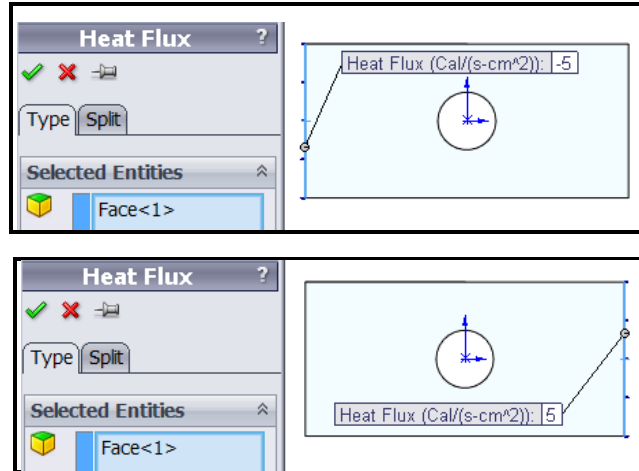 Heat Flux ?
Type Split
Selected Entities
Face<1>
Heat Flux (Cal/(s-cm^2)): -5
Heat Flux ?
Type Split
Selected Entities
Face<1>
Heat Flux (Cal/(s-cm^2)): 5